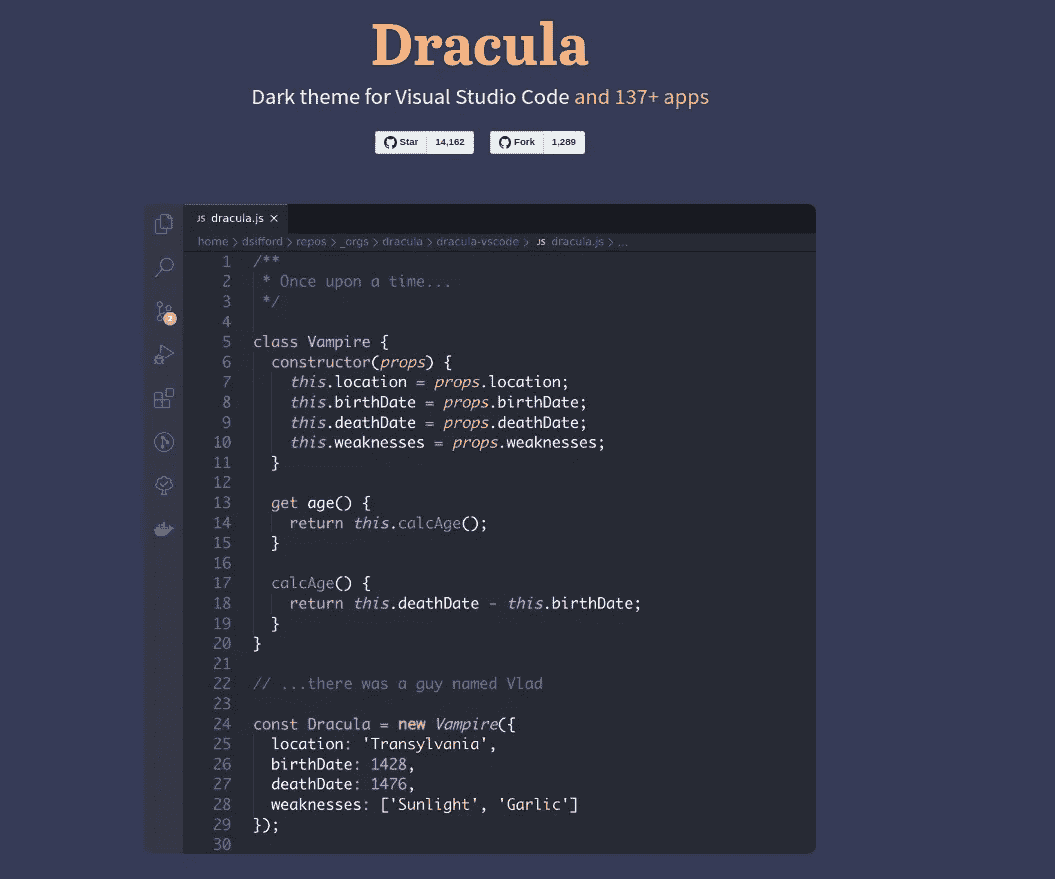 Dracula
Dark theme for Visual Studio Code and 137+ apps
Star 14,162 Fork 1,289
JS dracula.js ×
home > dsifford > repos > _orgs > dracula > dracula-vscode > JS dracula.js > ...
1 /**
2 * Once upon a time...
3 */
4
5 class Vampire {
6 constructor(props) {
7 this.location = props.location;
8 this.birthDate = props.birthDate;
9 this.deathDate = props.deathDate;
10 this.weaknesses = props.weaknesses;
11 }
12
13 get age() {
14 return this.calcAge();
15 }
16
17 calcAge() {
18 return this.deathDate - this.birthDate;
19 }
20 }
21
22 // ...there was a guy named Vlad
23
24 const Dracula = new Vampire({
25 location: 'Transylvania',
26 birthDate: 1428,
27 deathDate: 1476,
28 weaknesses: ['Sunlight', 'Garlic']
29 });
30
2